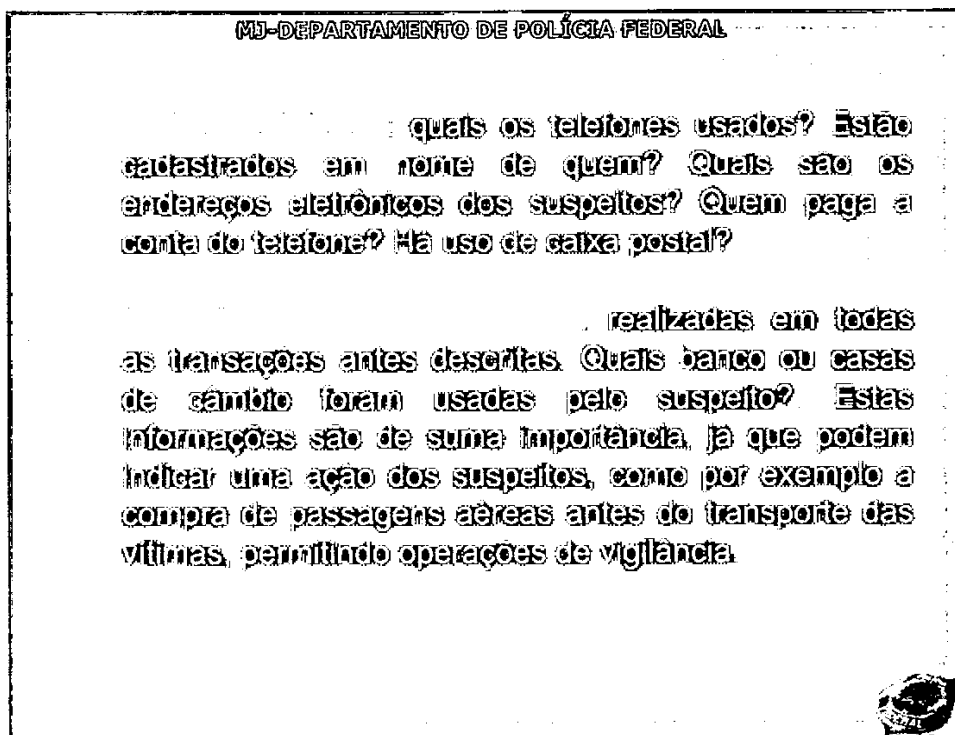 MJ-DEPARTAMENTO DE POLÍCIA FEDERAL
quais os telefones usados? Estão
cadastrados em nome de quem? Quais são os
endereços eletrônicos dos suspeitos? Quem paga a
conta do telefone? Há uso de caixa postal?
realizadas em todas
as transações antes descritas. Quais banco ou casas
de câmbio foram usadas pelo suspeito? Estas
informações são de suma importância, já que podem
indicar uma ação dos suspeitos, como por exemplo a
compra de passagens aéreas antes do transporte das
vítimas, permitindo operações de vigilância.